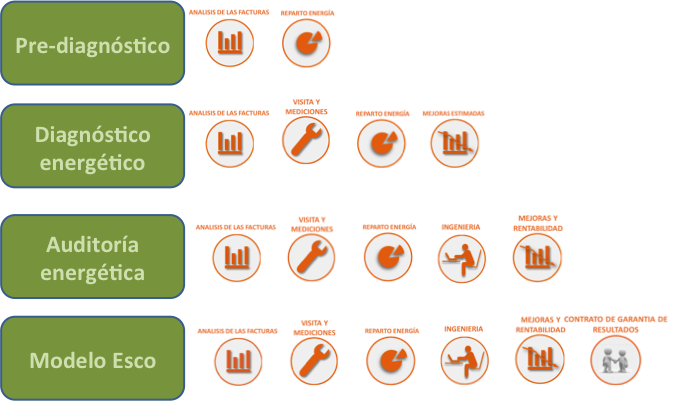 Pre-diagnóstico
ANALISIS DE LAS FACTURAS
REPARTO ENERGÍA
Diagnóstico
energético
ANALISIS DE LAS FACTURAS
VISITA Y
MEDICIONES
REPARTO ENERGÍA
MEJORAS ESTIMADAS
Auditoría
energética
ANALISIS DE LAS FACTURAS
VISITA Y
MEDICIONES
REPARTO ENERGÍA
INGENIERIA
MEJORAS Y
RENTABILIDAD
Modelo Esco
ANALISIS DE LAS FACTURAS
VISITA Y
MEDICIONES
REPARTO ENERGÍA
INGENIERIA
MEJORAS Y
RENTABILIDAD
CONTRATO DE GARANTIA DE
RESULTADOS